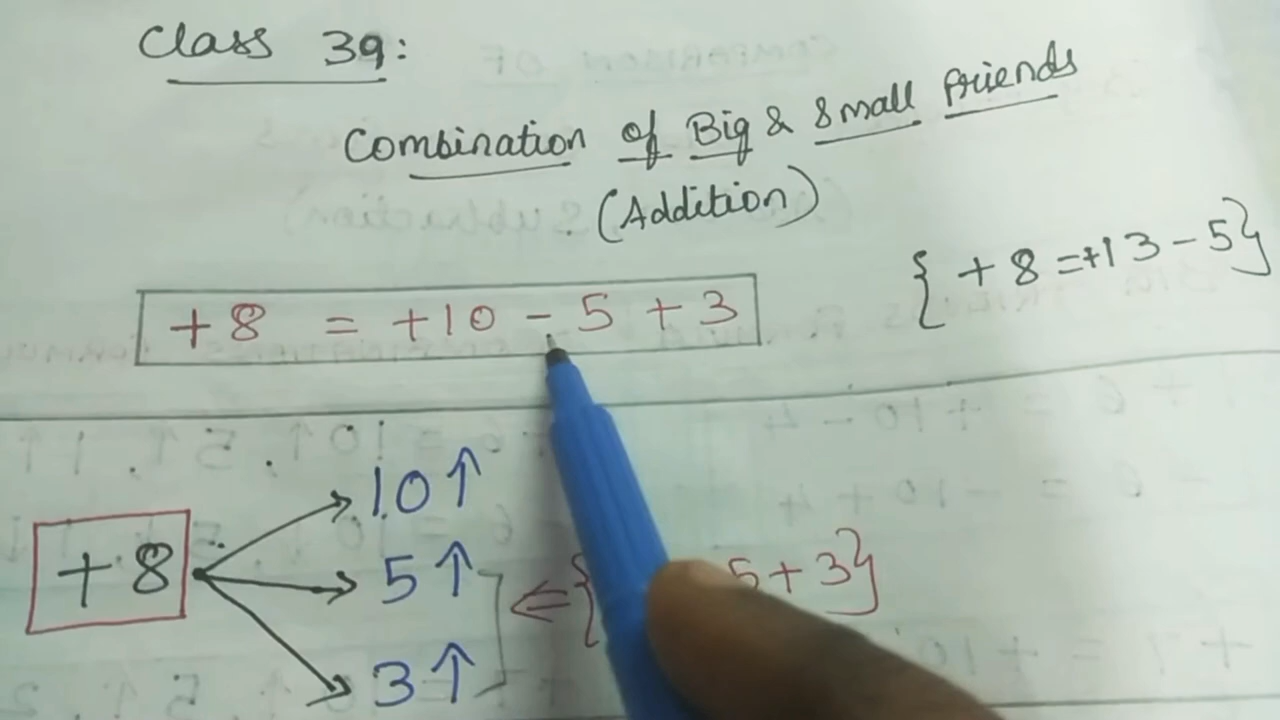 Class 39:
Combination of Big & Small friends
(Addition)
{ +8 = +13 - 5}
+8 = +10 - 5 + 3
10↑
+8 5↑ ⇐ { 5 + 3}
3↑